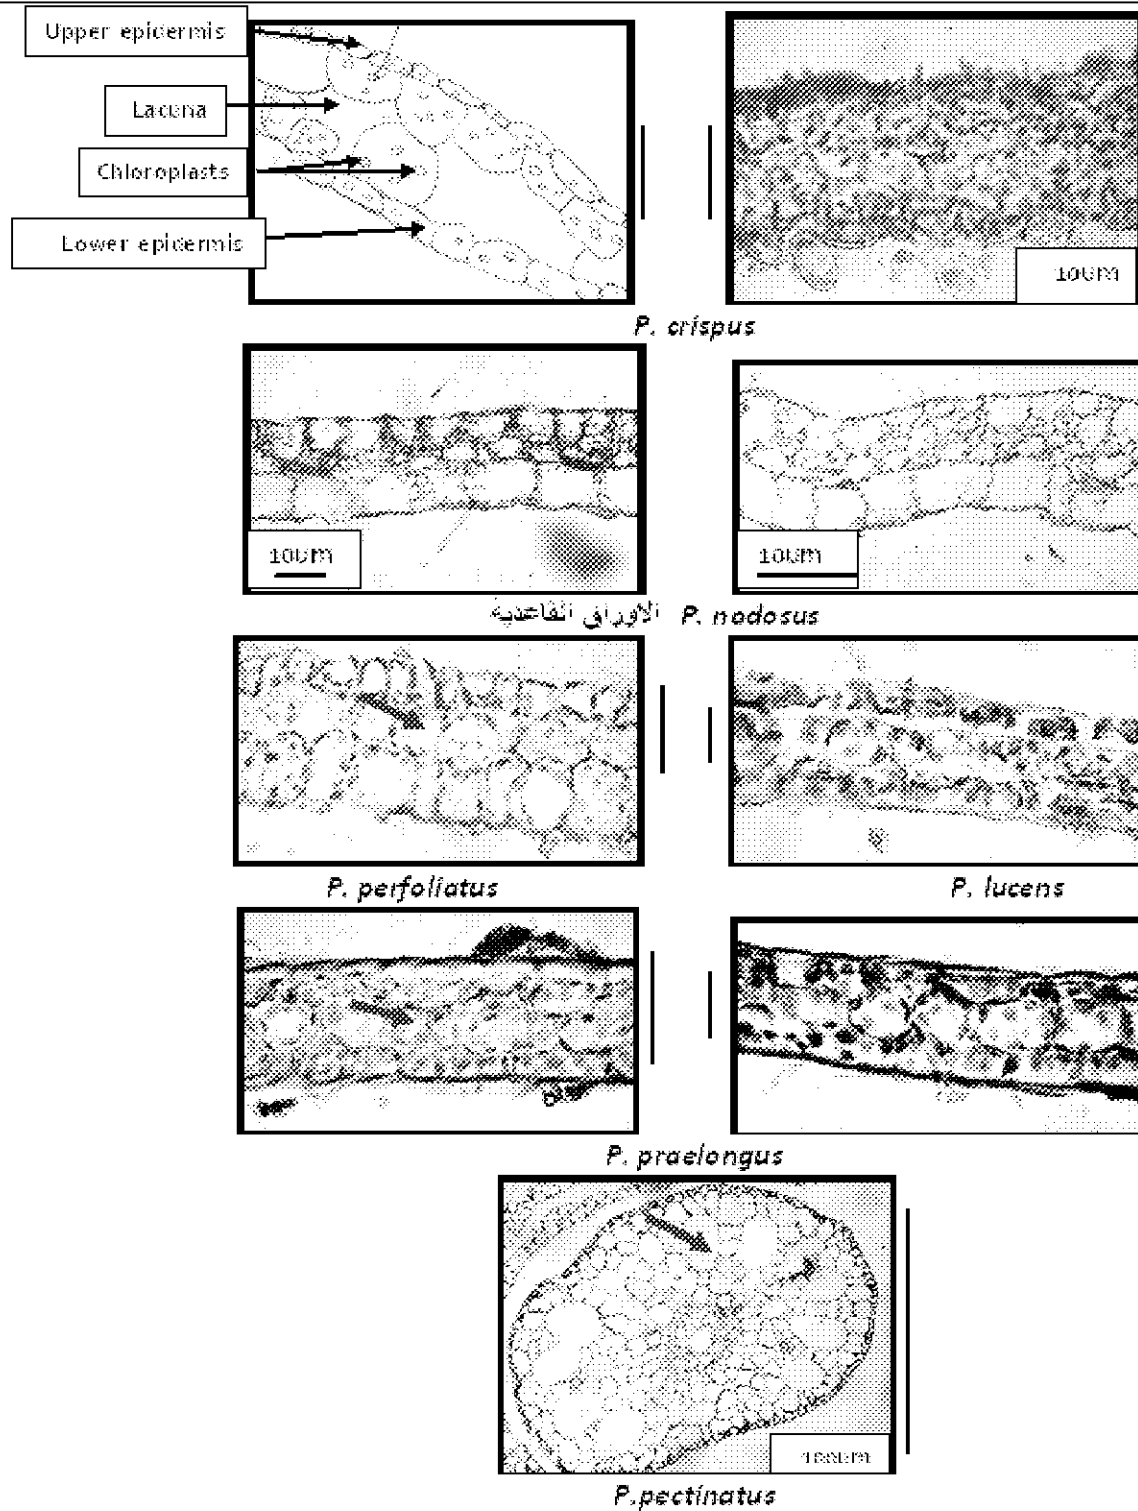 Upper epidermis
Lacuna
Chloroplasts
Lower epidermis
10um
P. crispus
10um
10um
الاوراق القاعدية P. nodosus
P. perfoliatus
P. lucens
P. praelongus
P.pectinatus